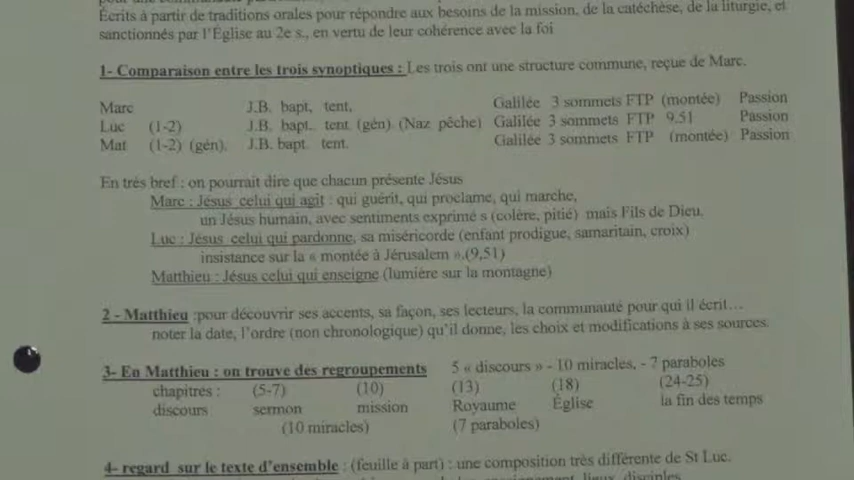 Écrits à partir de traditions orales pour répondre aux besoins de la mission, de la catéchèse, de la liturgie, et
sanctionnés par l'Église au 2e s., en vertu de leur cohérence avec la foi
1- Comparaison entre les trois synoptiques : Les trois ont une structure commune, reçue de Marc.
Marc J.B. bapt, tent, Galilée 3 sommets FTP (montée) Passion
Luc (1-2) J.B. bapt. tent (gén) (Naz pêche) Galilée 3 sommets FTP 9.51 Passion
Mat (1-2) (gén). J.B. bapt. tent. Galilée 3 sommets FTP (montée) Passion
En très bref : on pourrait dire que chacun présente Jésus
Marc : Jésus celui qui agit : qui guérit, qui proclame, qui marche,
un Jésus humain, avec sentiments exprimé s (colère, pitié) mais Fils de Dieu.
Luc : Jésus celui qui pardonne, sa miséricorde (enfant prodigue, samaritain, croix)
insistance sur la « montée à Jérusalem ».(9,51)
Matthieu : Jésus celui qui enseigne (lumière sur la montagne)
2 - Matthieu :pour découvrir ses accents, sa façon, ses lecteurs, la communauté pour qui il écrit…
noter la date, l'ordre (non chronologique) qu'il donne, les choix et modifications à ses sources.
3- En Matthieu : on trouve des regroupements 5 « discours » - 10 miracles, - 7 paraboles
chapitres : (5-7) (10) (13) (18) (24-25)
discours sermon mission Royaume Église la fin des temps
(10 miracles) (7 paraboles)
4- regard sur le texte d'ensemble : (feuille à part) : une composition très différente de St Luc.
lieux, disciples